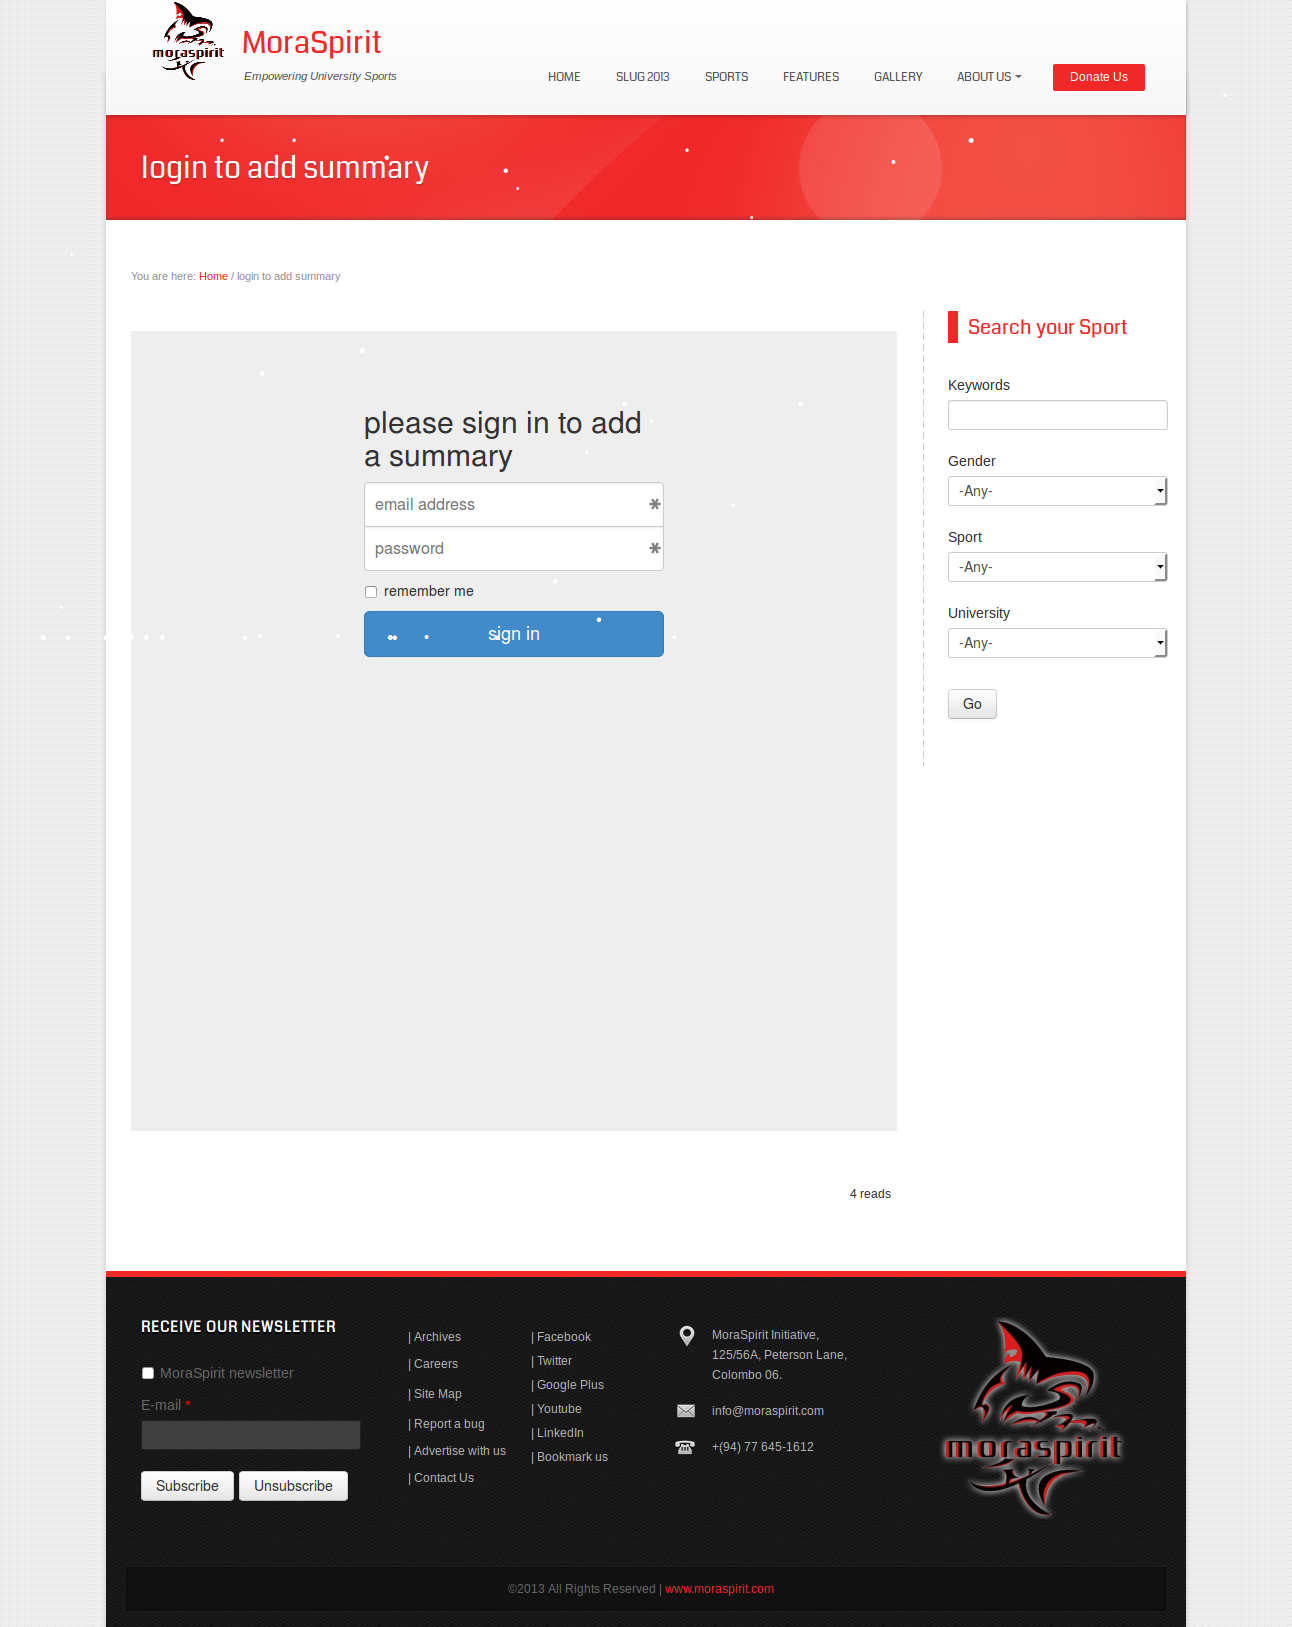 moraspirit
MoraSpirit
Empowering University Sports
HOME SLUG 2013 SPORTS FEATURES GALLERY ABOUT US Donate Us
login to add summary
You are here: Home / login to add summary
Search your Sport
Keywords
Gender
-Any-
Sport
-Any-
University
-Any-
Go
please sign in to add
a summary
email address
password
remember me
sign in
4 reads
RECEIVE OUR NEWSLETTER
MoraSpirit newsletter
E-mail *
Subscribe Unsubscribe
| Archives
| Careers
| Site Map
| Report a bug
| Advertise with us
| Contact Us
| Facebook
| Twitter
| Google Plus
| Youtube
| LinkedIn
| Bookmark us
MoraSpirit Initiative,
125/56A, Peterson Lane,
Colombo 06.
info@moraspirit.com
+(94) 77 645-1612
moraspirit
©2013 All Rights Reserved | www.moraspirit.com